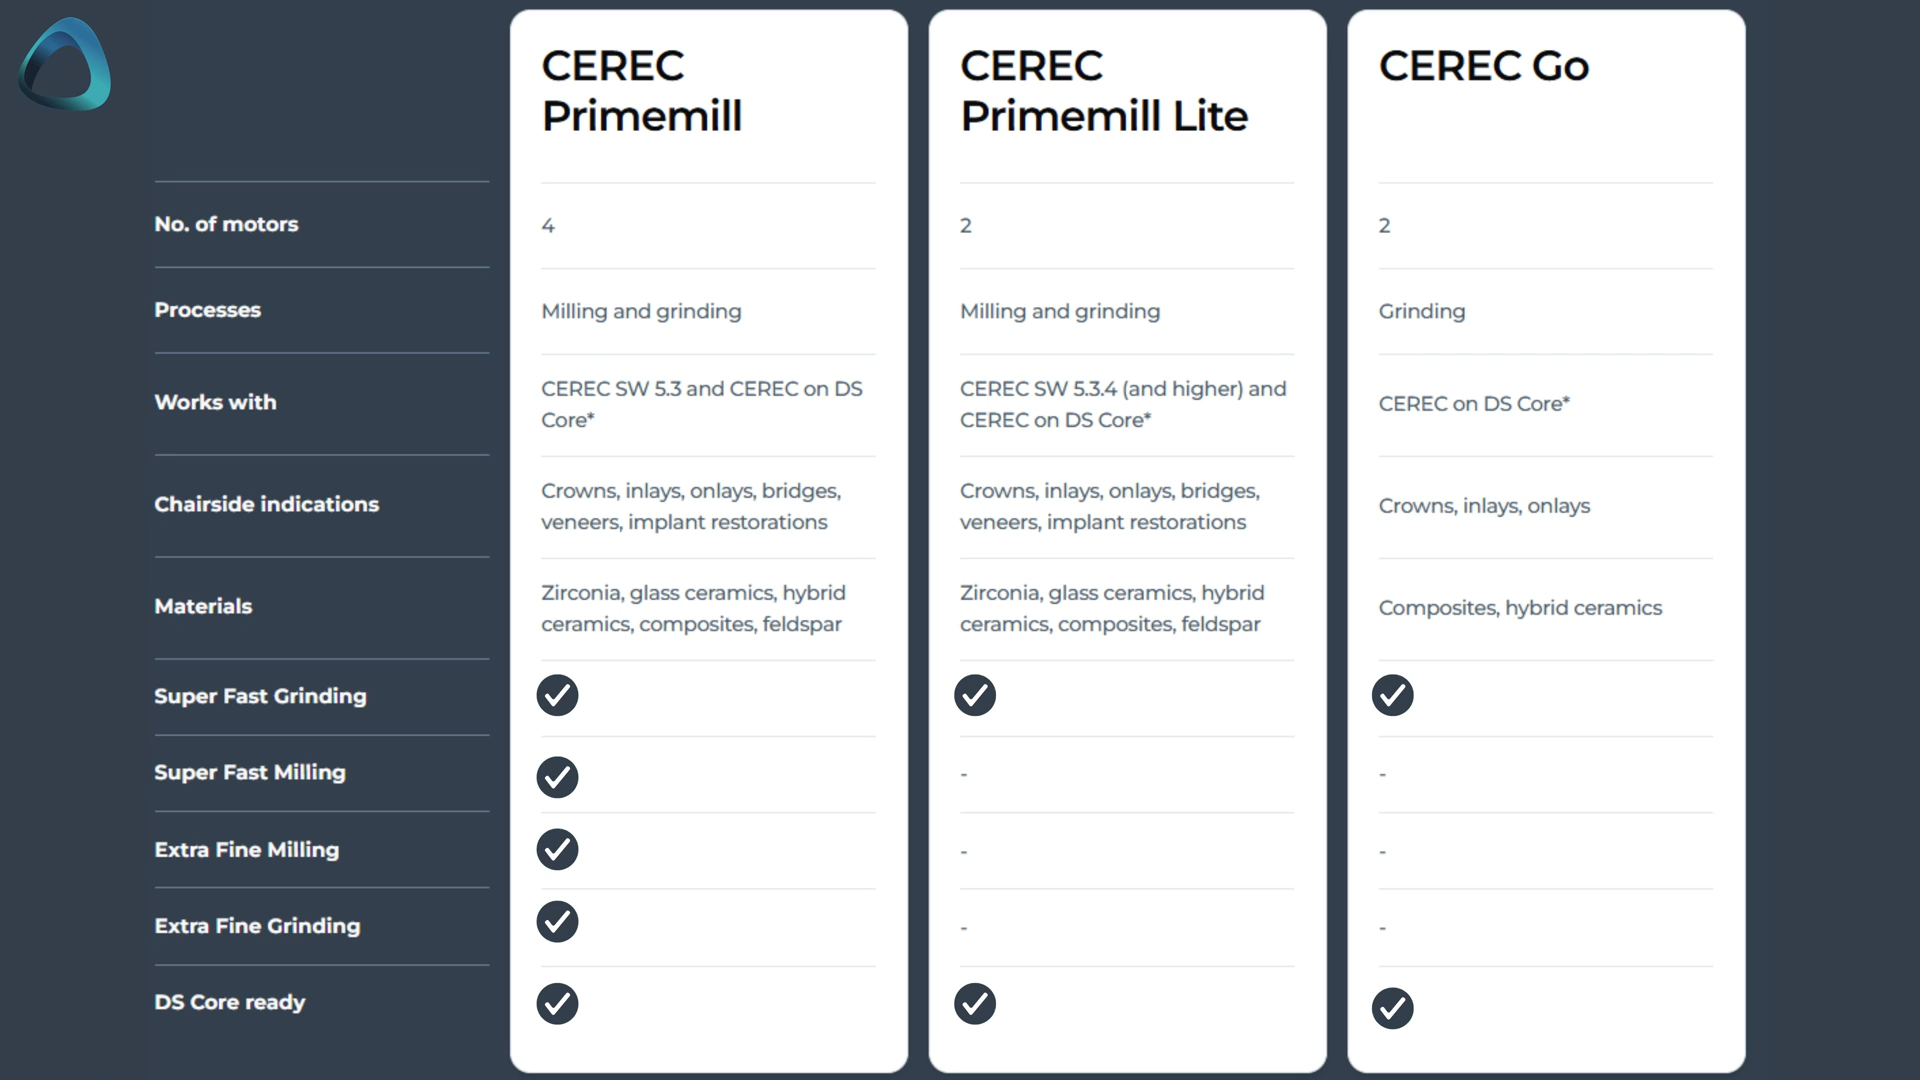 CEREC
Primemill
CEREC
Primemill Lite
CEREC Go
No. of motors
4
2
2
Processes
Milling and grinding
Milling and grinding
Grinding
Works with
CEREC SW 5.3 and CEREC on DS
Core*
CEREC SW 5.3.4 (and higher) and
CEREC on DS Core*
CEREC on DS Core*
Chairside indications
Crowns, inlays, onlays, bridges,
veneers, implant restorations
Crowns, inlays, onlays, bridges,
veneers, implant restorations
Crowns, inlays, onlays
Materials
Zirconia, glass ceramics, hybrid
ceramics, composites, feldspar
Zirconia, glass ceramics, hybrid
ceramics, composites, feldspar
Composites, hybrid ceramics
Super Fast Grinding
Super Fast Milling
-
-
Extra Fine Milling
-
-
Extra Fine Grinding
-
-
DS Core ready